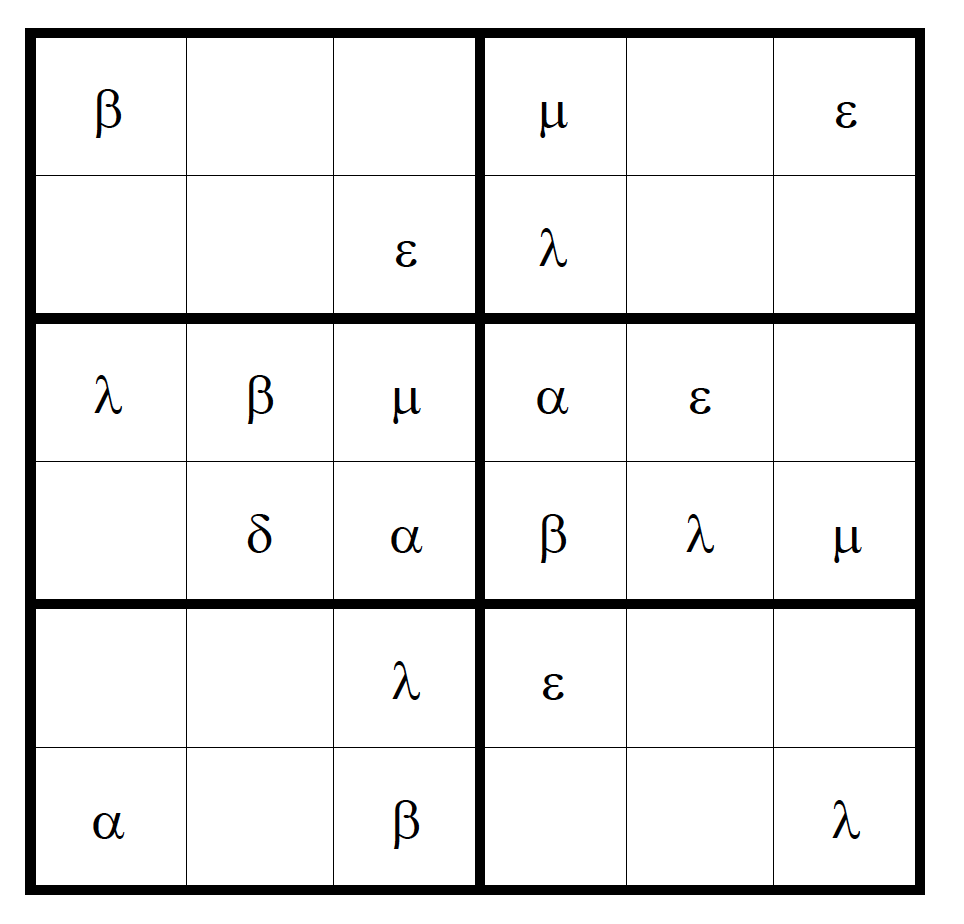 β μ ε
ε λ
λ β μ α ε
δ α β λ μ
λ ε
α β λ